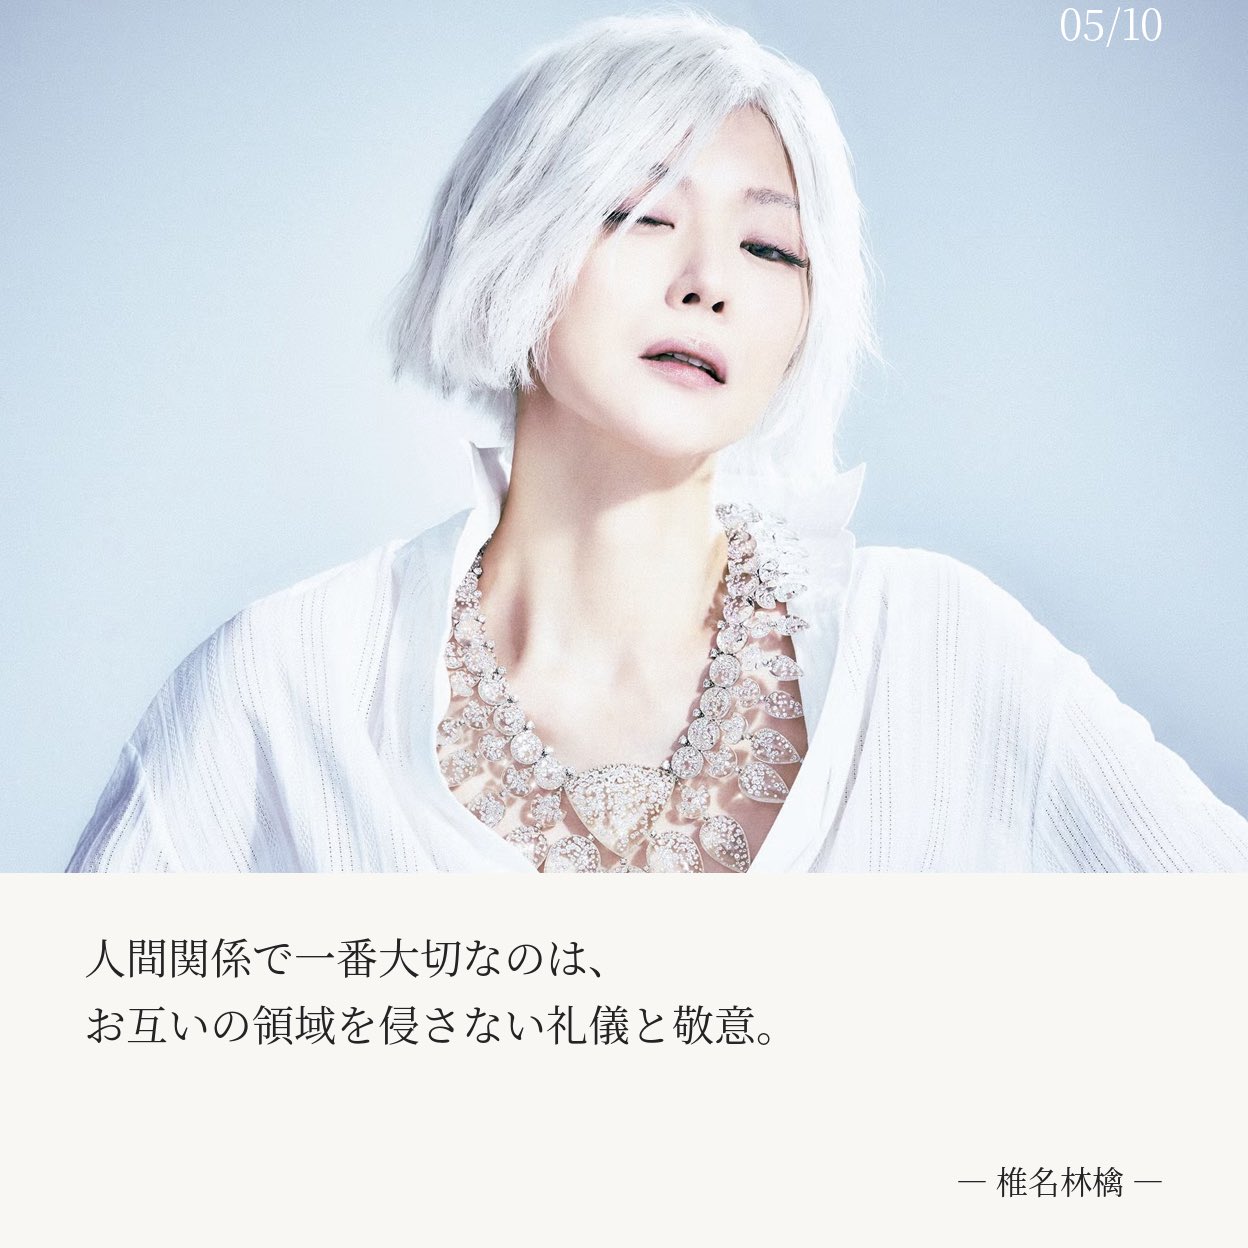 05/10
人間関係で一番大切なのは、
お互いの領域を侵さない礼儀と敬意。
— 椎名林檎 —